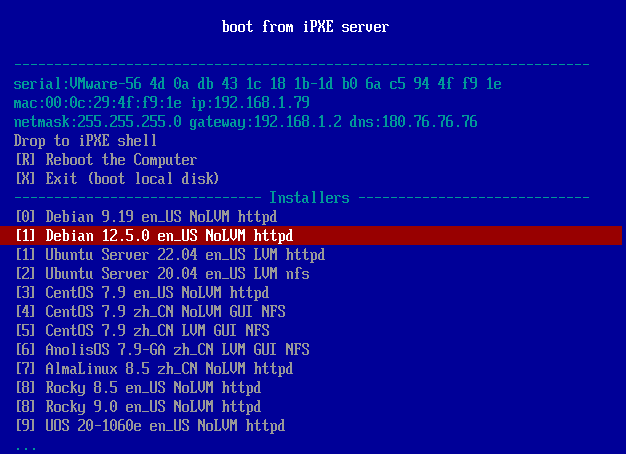 boot from iPXE server
------------------------------------------------------------------------
serial:VMware-56 4d 0a db 43 1c 18 1b-1d b0 6a c5 94 4f f9 1e
mac:00:0c:29:4f:f9:1e ip:192.168.1.79
netmask:255.255.255.0 gateway:192.168.1.2 dns:180.76.76.76
Drop to iPXE shell
[R] Reboot the Computer
[X] Exit (boot local disk)
------------------------------- Installers -----------------------------
[0] Debian 9.19 en_US NoLVM httpd
[1] Debian 12.5.0 en_US NoLVM httpd
[1] Ubuntu Server 22.04 en_US LVM httpd
[2] Ubuntu Server 20.04 en_US LVM nfs
[3] CentOS 7.9 en_US NoLVM httpd
[4] CentOS 7.9 zh_CN NoLVM GUI NFS
[5] CentOS 7.9 zh_CN LVM GUI NFS
[6] AnolisOS 7.9-GA zh_CN LVM GUI NFS
[7] AlmaLinux 8.5 zh_CN NoLVM httpd
[8] Rocky 8.5 en_US NoLVM httpd
[8] Rocky 9.0 en_US NoLVM httpd
[9] UOS 20-1060e en_US NoLVM httpd
...